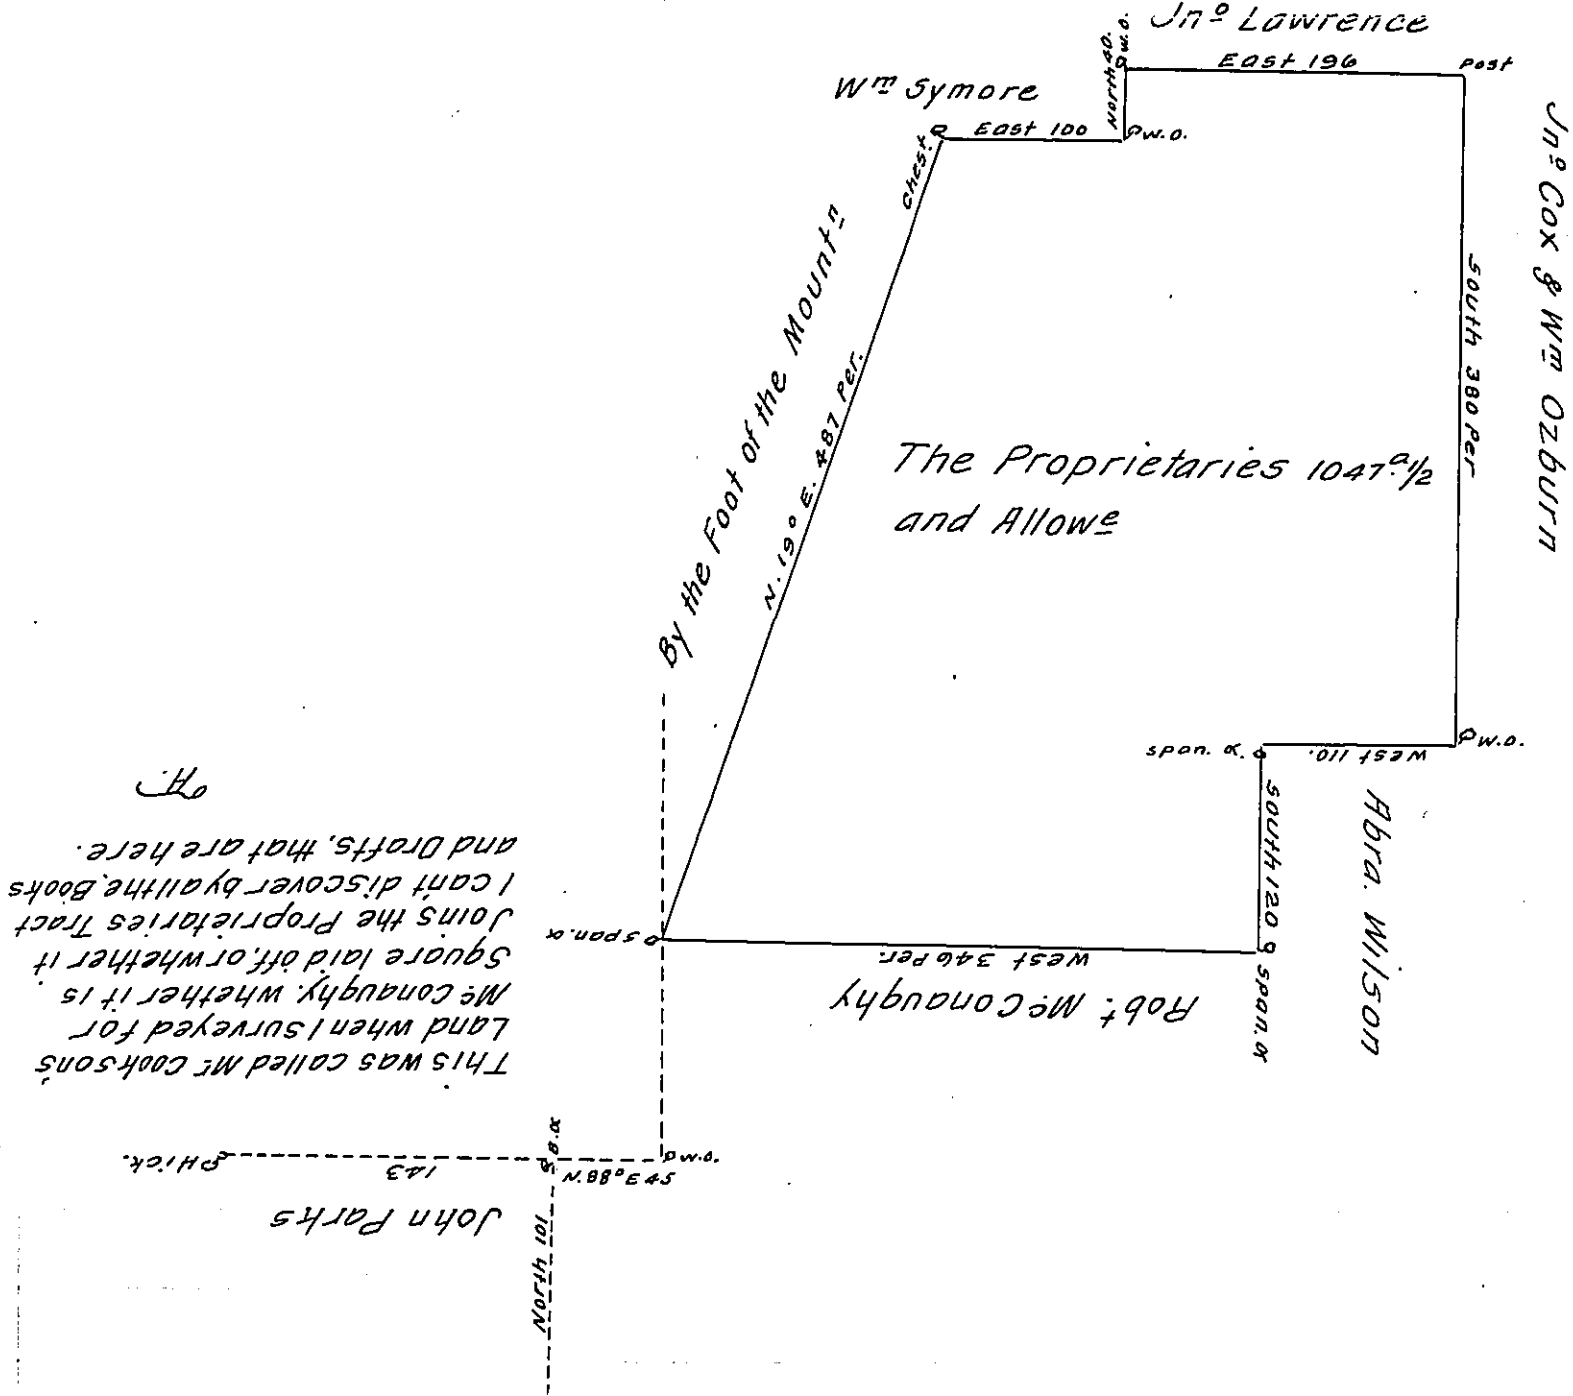 Jnº Lawrence
North 40.
W.O.
East 196
Post
Wm Symore
East 100
W.O.
Chest.
Jnº Cox & Wm Ozburn
South 380 Per
By the Foot of the Mountn
N. 19° E. 487 Per.
The Proprietaries 1047a. 1/2
and Allowe
W.O.
West 110.
span. α.
Abra. Wilson
South 120
span. α
West 346 Per.
Span. α
Robt. McConaughy
This was called Mr Cooksons
Land when I Surveyed for
McConaughy. whether it is
Square laid off, or whether it
Joins the Proprietaries Tract
I can't discover by all the Books
and Drafts, that are here.
W.O.
N. 88° E 45
B.α
143
Hick.
John Parks
North 101